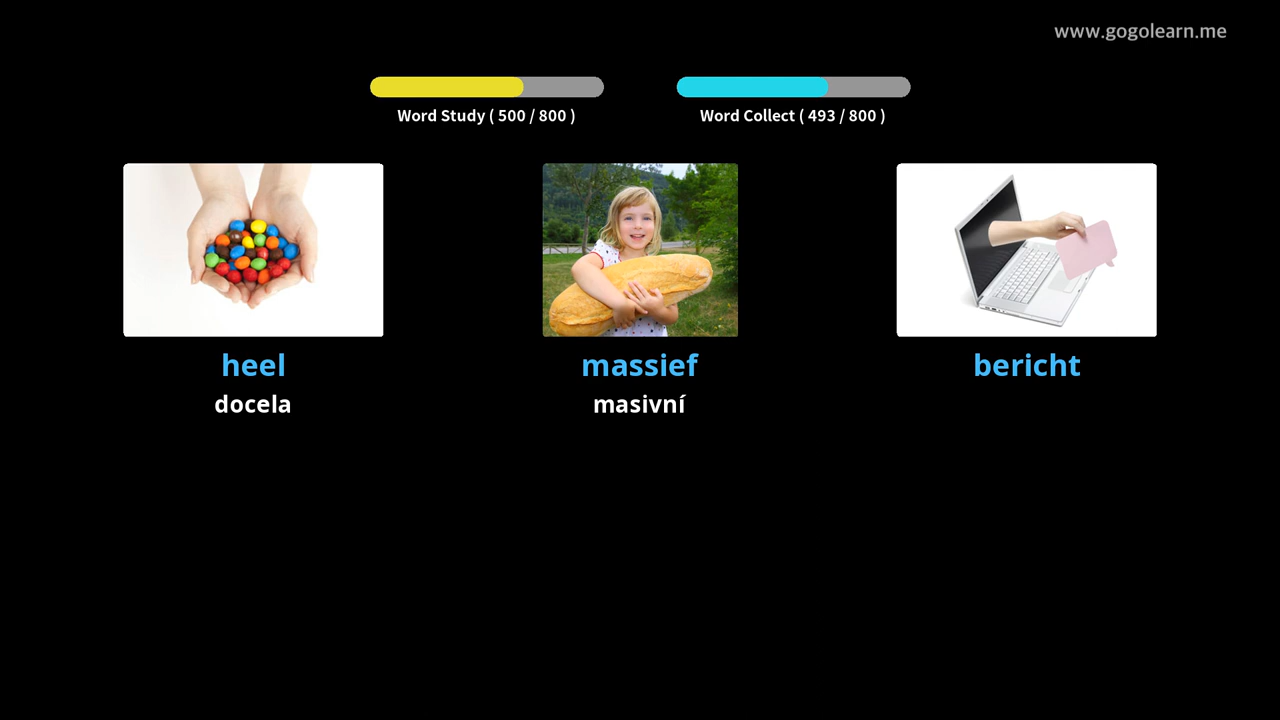 www.gogolearn.me
Word Study ( 500 / 800 )
Word Collect ( 493 / 800 )
heel
docela
massief
masivní
bericht